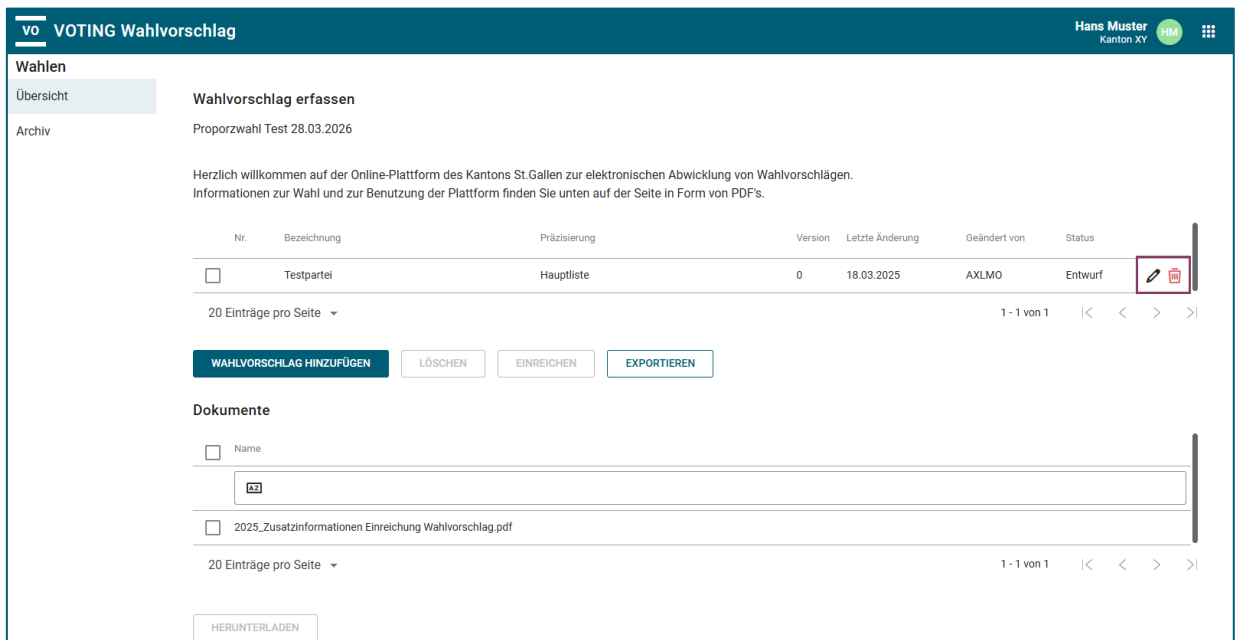 VO VOTING Wahlvorschlag
Hans Muster
Kanton XY
HM
Wahlen
Übersicht
Archiv
Wahlvorschlag erfassen
Proporzwahl Test 28.03.2026
Herzlich willkommen auf der Online-Plattform des Kantons St.Gallen zur elektronischen Abwicklung von Wahlvorschlägen.
Informationen zur Wahl und zur Benutzung der Plattform finden Sie unten auf der Seite in Form von PDF's.
Nr. Bezeichnung Präzisierung Version Letzte Änderung Geändert von Status
Testpartei Hauptliste 0 18.03.2025 AXLMO Entwurf
20 Einträge pro Seite 1 - 1 von 1
WAHLVORSCHLAG HINZUFÜGEN LÖSCHEN EINREICHEN EXPORTIEREN
Dokumente
Name
AZ
2025_Zusatzinformationen Einreichung Wahlvorschlag.pdf
20 Einträge pro Seite 1 - 1 von 1
HERUNTERLADEN